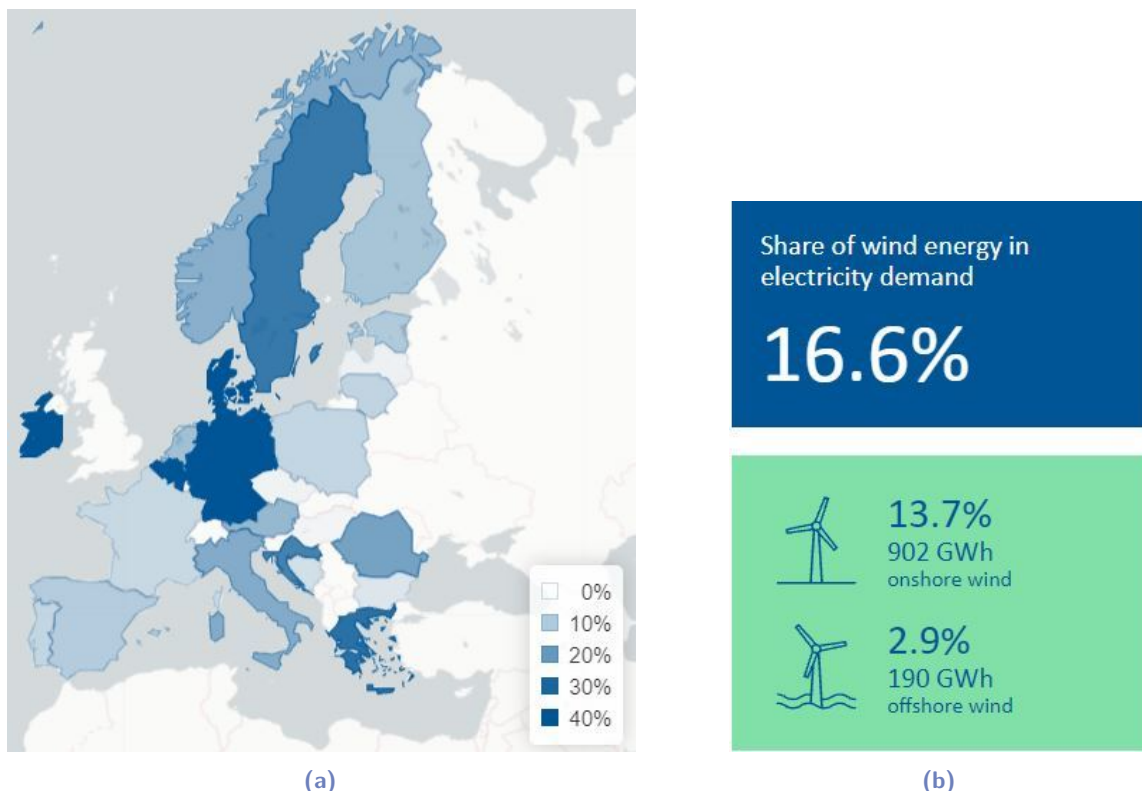 0%
10%
20%
30%
40%
(a)
Share of wind energy in
electricity demand
16.6%
13.7%
902 GWh
onshore wind
2.9%
190 GWh
offshore wind
(b)